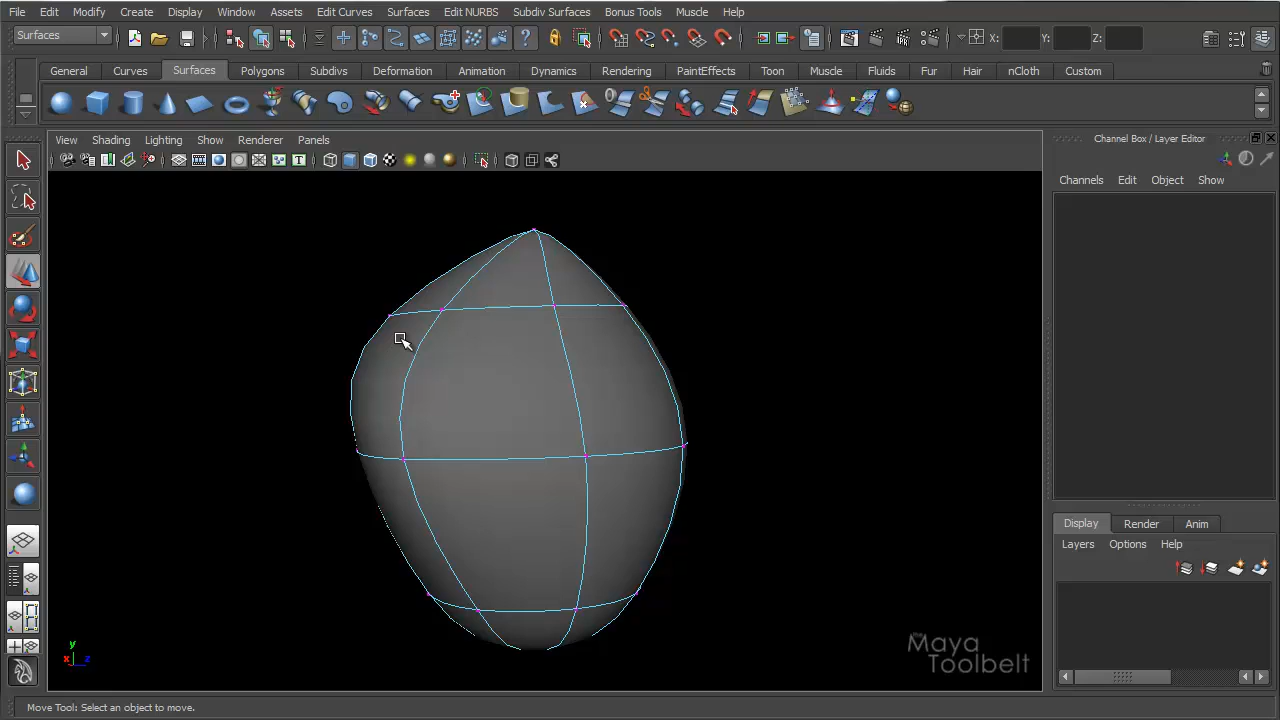 File Edit Modify Create Display Window Assets Edit Curves Surfaces Edit NURBS Subdiv Surfaces Bonus Tools Muscle Help
Surfaces X: Y: Z:
General Curves Surfaces Polygons Subdivs Deformation Animation Dynamics Rendering PaintEffects Toon Muscle Fluids Fur Hair nCloth Custom
View Shading Lighting Show Renderer Panels
Channel Box / Layer Editor
Channels Edit Object Show
Display Render Anim
Layers Options Help
y
x z
the
Maya
Toolbelt
Move Tool: Select an object to move.